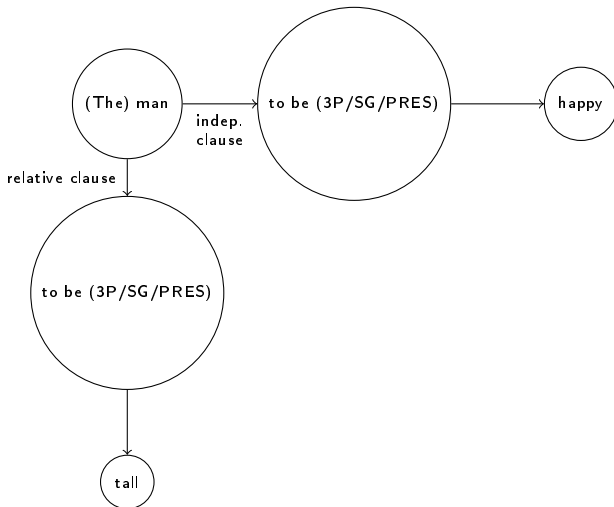 (The) man
to be (3P/SG/PRES)
happy
indep.
clause
relative clause
to be (3P/SG/PRES)
tall